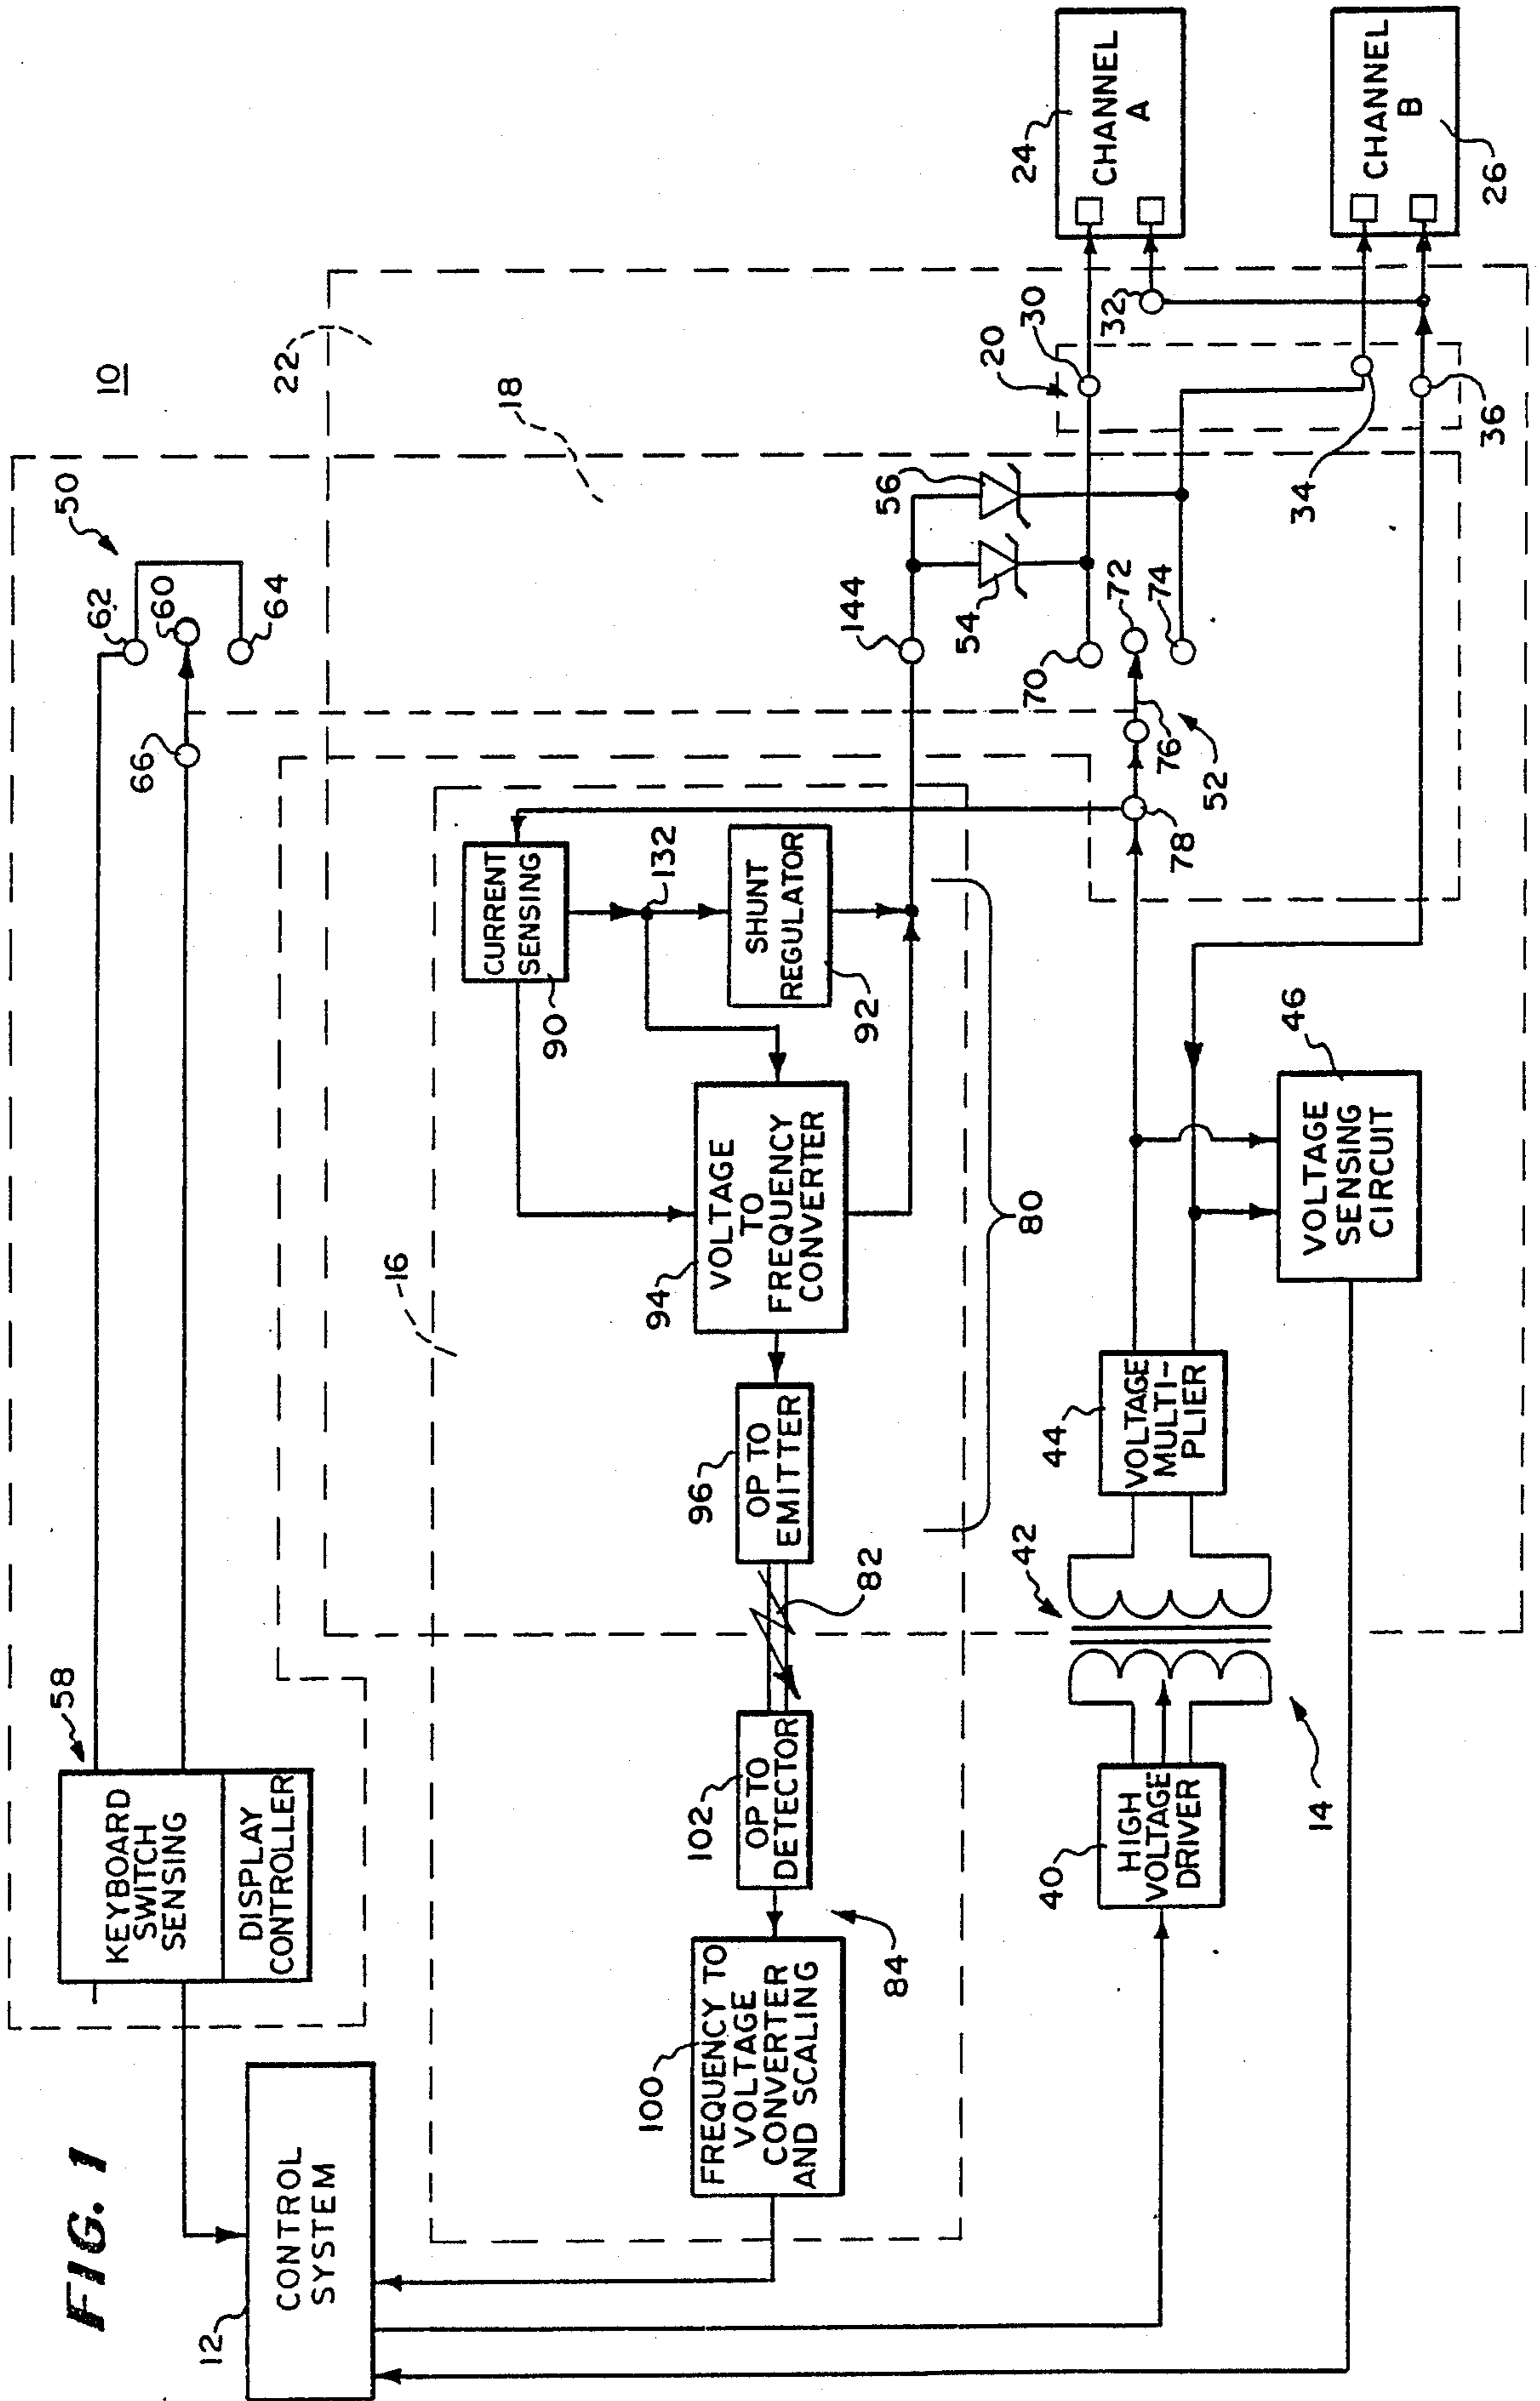 FIG. 1
10
12
CONTROL
SYSTEM
58
KEYBOARD
SWITCH
SENSING
DISPLAY
CONTROLLER
66
62
60
64
50
22
18
16
100
FREQUENCY TO
VOLTAGE
CONVERTER
AND SCALING
84
102
OP TO
DETECTOR
82
96
OP TO
EMITTER
94
VOLTAGE
TO
FREQUENCY
CONVERTER
80
CURRENT
SENSING
90
132
SHUNT
REGULATOR
92
144
54
56
70
72
74
76
52
78
20
30
32
34
36
24
CHANNEL
A
CHANNEL
B
26
40
HIGH
VOLTAGE
DRIVER
14
42
44
VOLTAGE
MULTI-
PLIER
46
VOLTAGE
SENSING
CIRCUIT